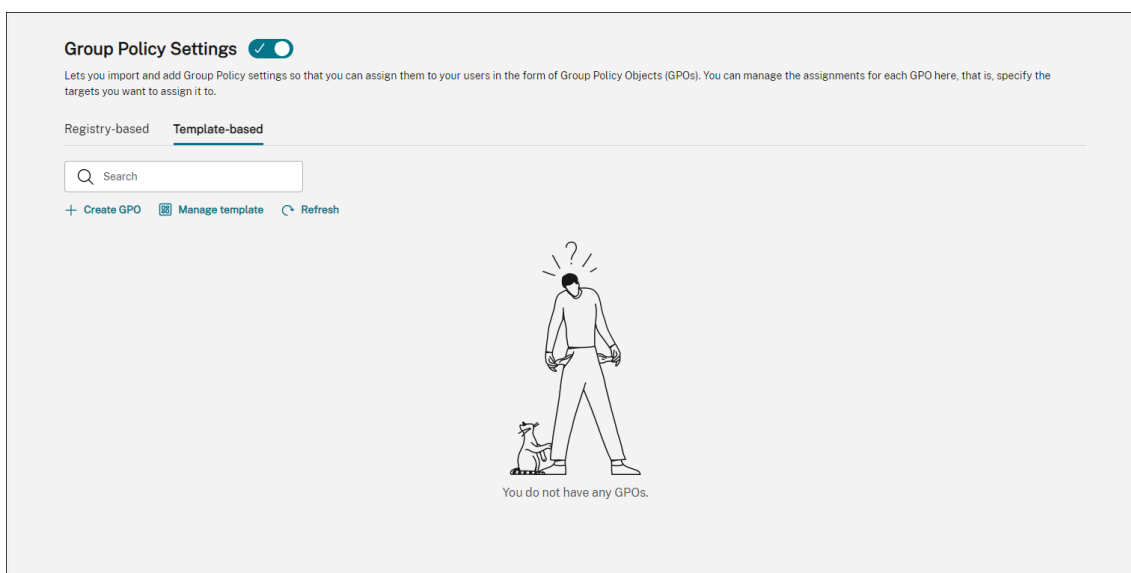 Group Policy Settings
Lets you import and add Group Policy settings so that you can assign them to your users in the form of Group Policy Objects (GPOs). You can manage the assignments for each GPO here, that is, specify the
targets you want to assign it to.
Registry-based Template-based
Search
Create GPO Manage template Refresh
?
You do not have any GPOs.